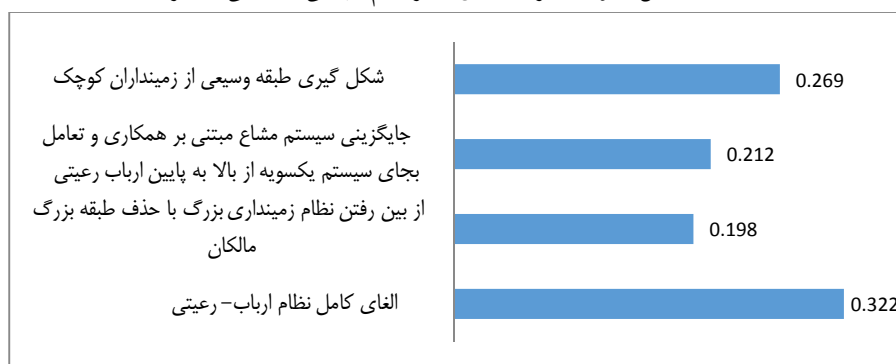 شکل گیری طبقه وسیعی از زمینداران کوچک
0.269
جایگزینی سیستم مشاع مبتنی بر همکاری و تعامل
بجای سیستم یکسویه از بالا به پایین ارباب رعیتی
0.212
از بین رفتن نظام زمینداری بزرگ با حذف طبقه بزرگ
مالکان
0.198
الغای کامل نظام ارباب– رعیتی
0.322